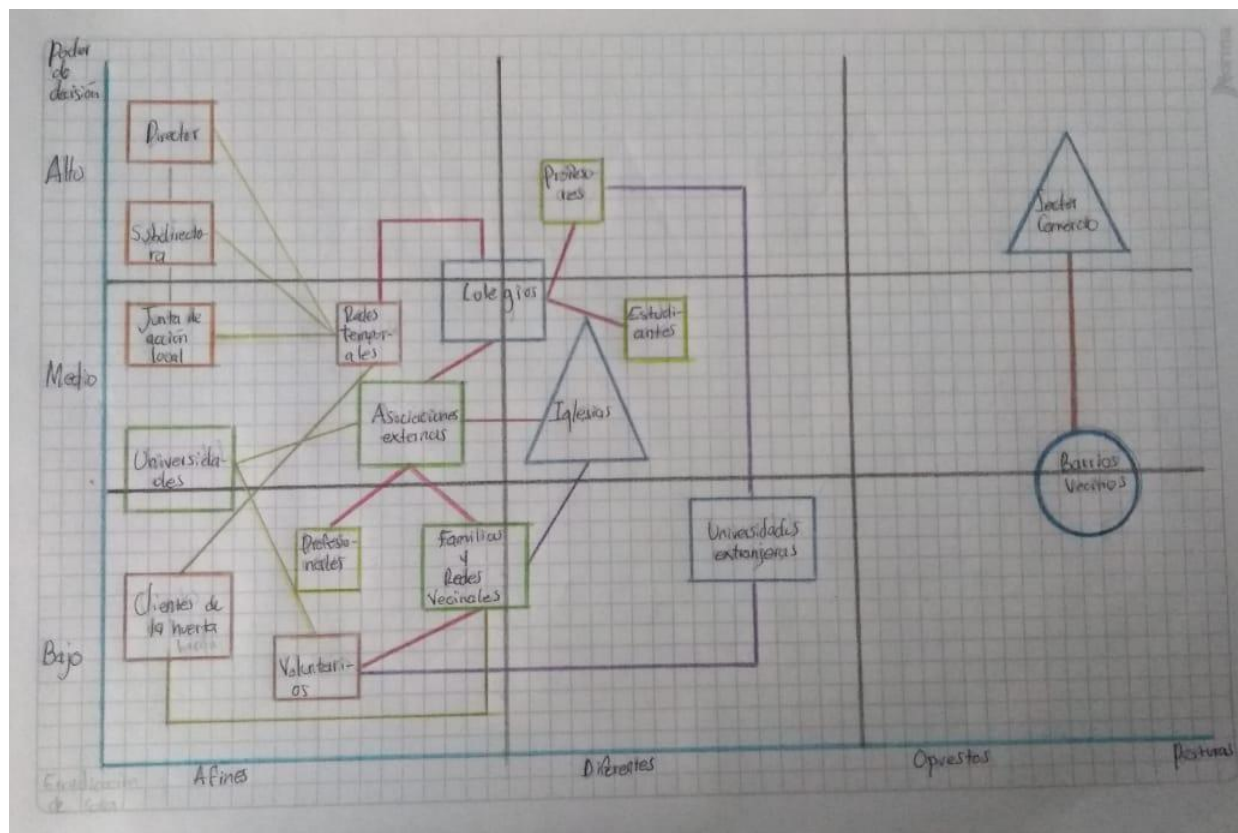 Poder
de
decisión
Alto
Director
Subdirecto-
ra
Profeso-
res
Sector
Comercio
Medio
Junta de
acción
local
Redes
tempor-
ales
Colegios
Estudi-
antes
Asociaciones
externas
Iglesias
Universida-
des
Barrios
Vecinos
Bajo
Profesio-
nales
Familias
y
Redes
Vecinales
Universidades
extranjeras
Clientes de
la huerta
Voluntari-
os
Afines
Diferentes
Opuestos
Posturas